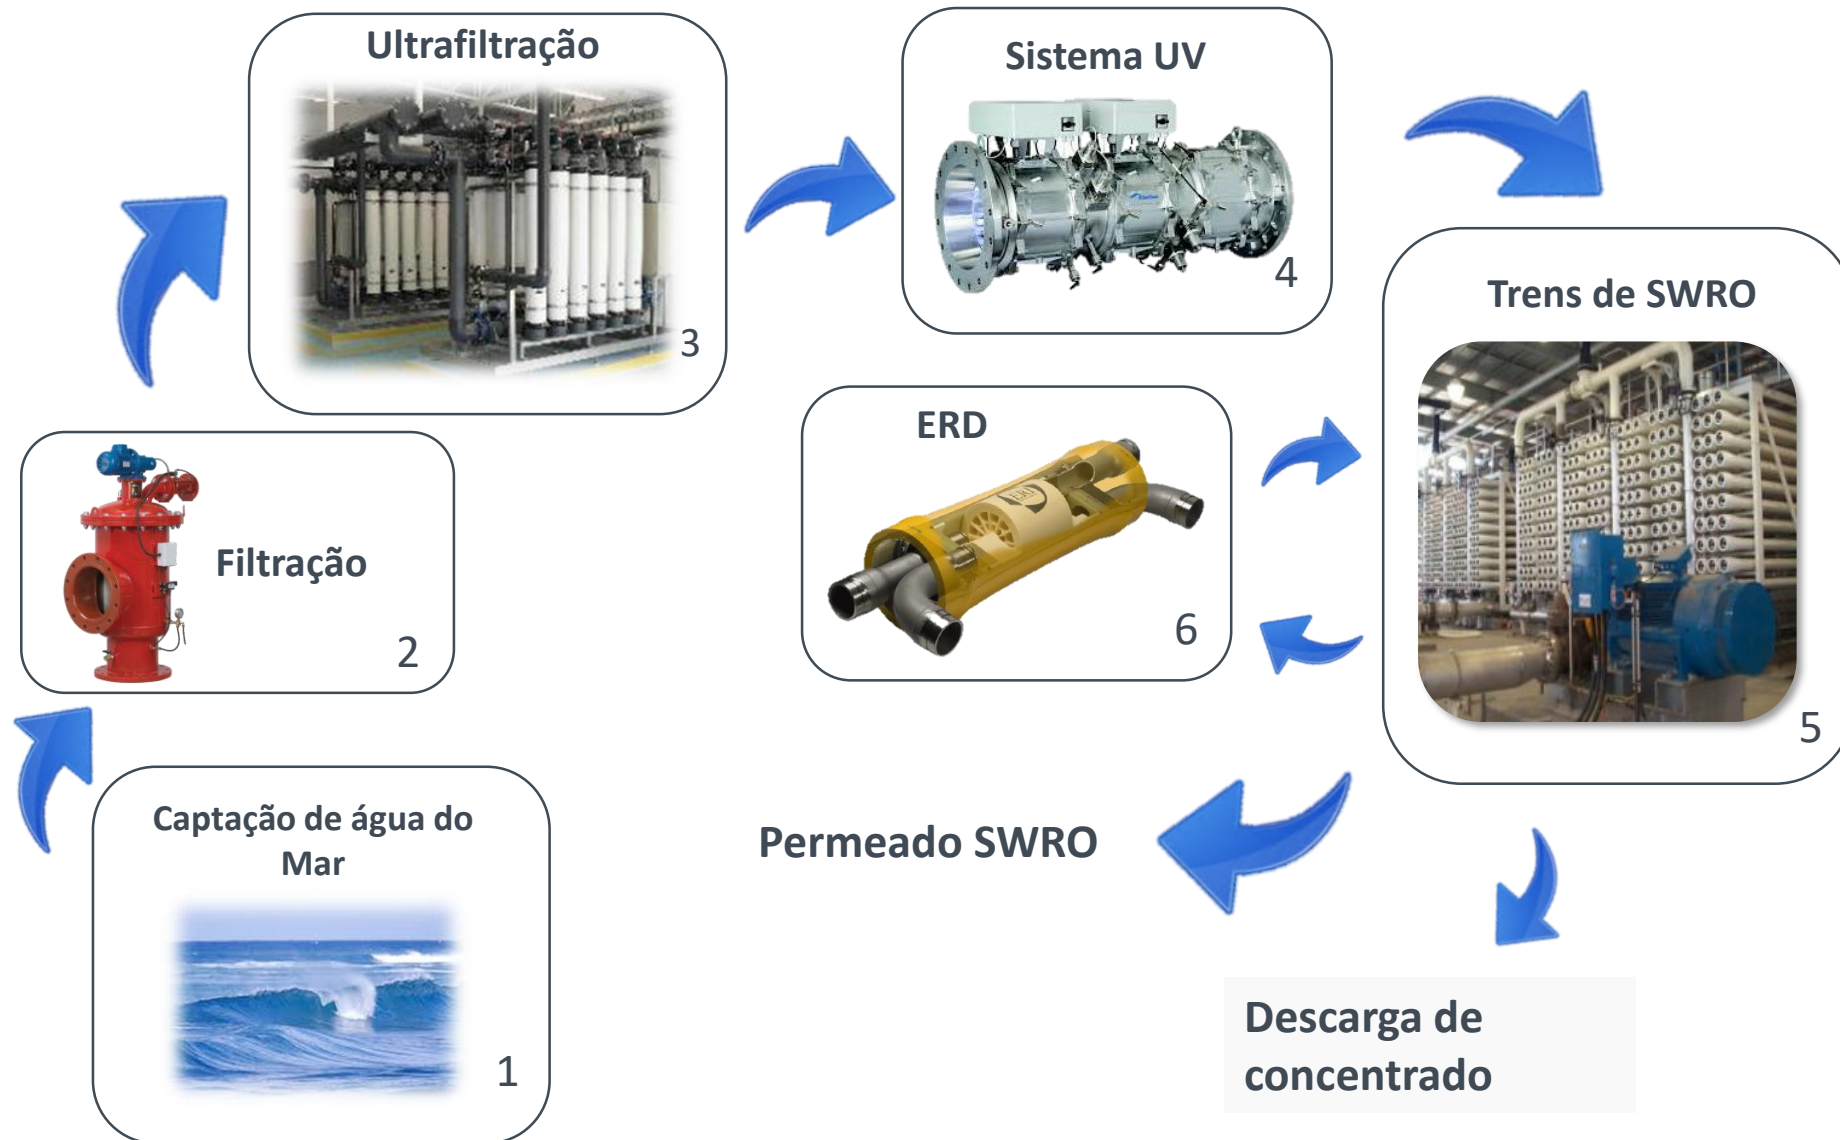 Ultrafiltração
3
Sistema UV
4
Trens de SWRO
5
ERD
ERI
6
Filtração
2
Captação de água do
Mar
1
Permeado SWRO
Descarga de
concentrado